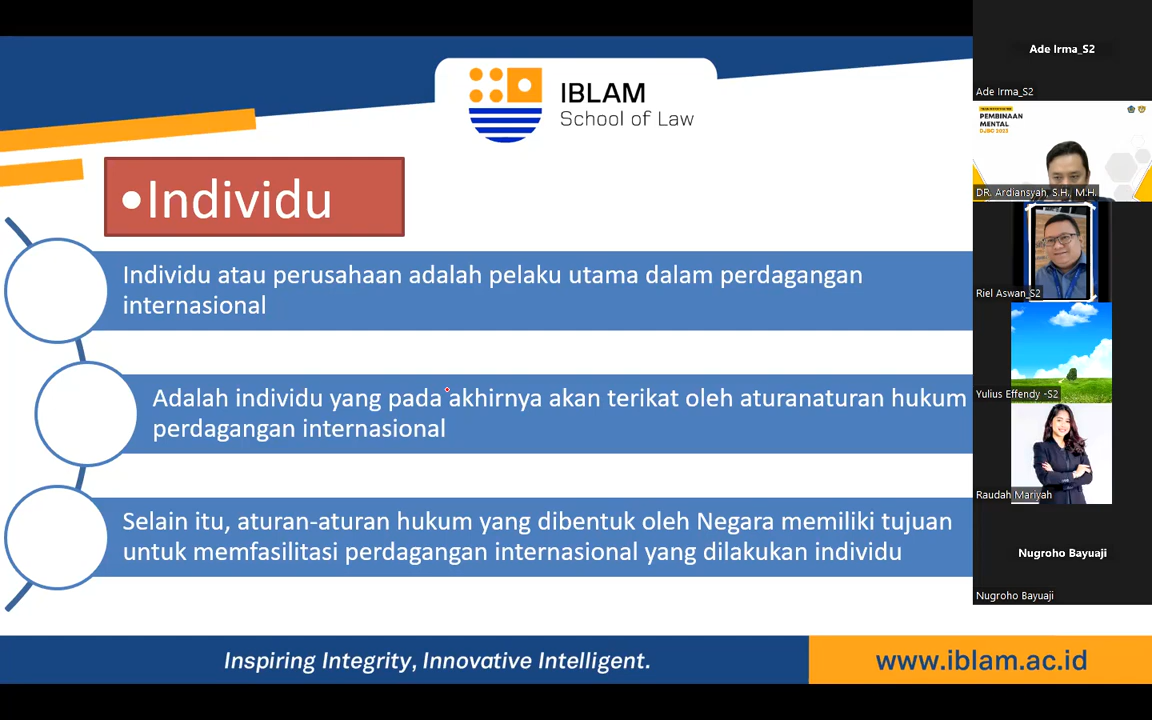 IBLAM
School of Law
•Individu
Individu atau perusahaan adalah pelaku utama dalam perdagangan
internasional
Adalah individu yang pada akhirnya akan terikat oleh aturanaturan hukum
perdagangan internasional
Selain itu, aturan-aturan hukum yang dibentuk oleh Negara memiliki tujuan
untuk memfasilitasi perdagangan internasional yang dilakukan individu
Inspiring Integrity, Innovative Intelligent.
www.iblam.ac.id
Ade Irma_S2
Ade Irma_S2
PEMBINAAN
MENTAL
DJBC 2023
DR. Ardiansyah, S.H., M.H.
Riel Aswan_S2
Yulius Effendy -S2
Raudah Mariyah
Nugroho Bayuaji
Nugroho Bayuaji